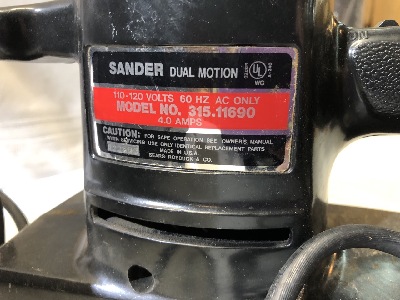 SANDER DUAL MOTION
UL
110-120 VOLTS 60 HZ AC ONLY
MODEL NO. 315.11690
4.0 AMPS
CAUTION: FOR SAFE OPERATION SEE OWNER'S MANUAL
WHEN SERVICING USE ONLY IDENTICAL REPLACEMENT PARTS
MADE IN U.S.A.
SEARS, ROEBUCK & CO.